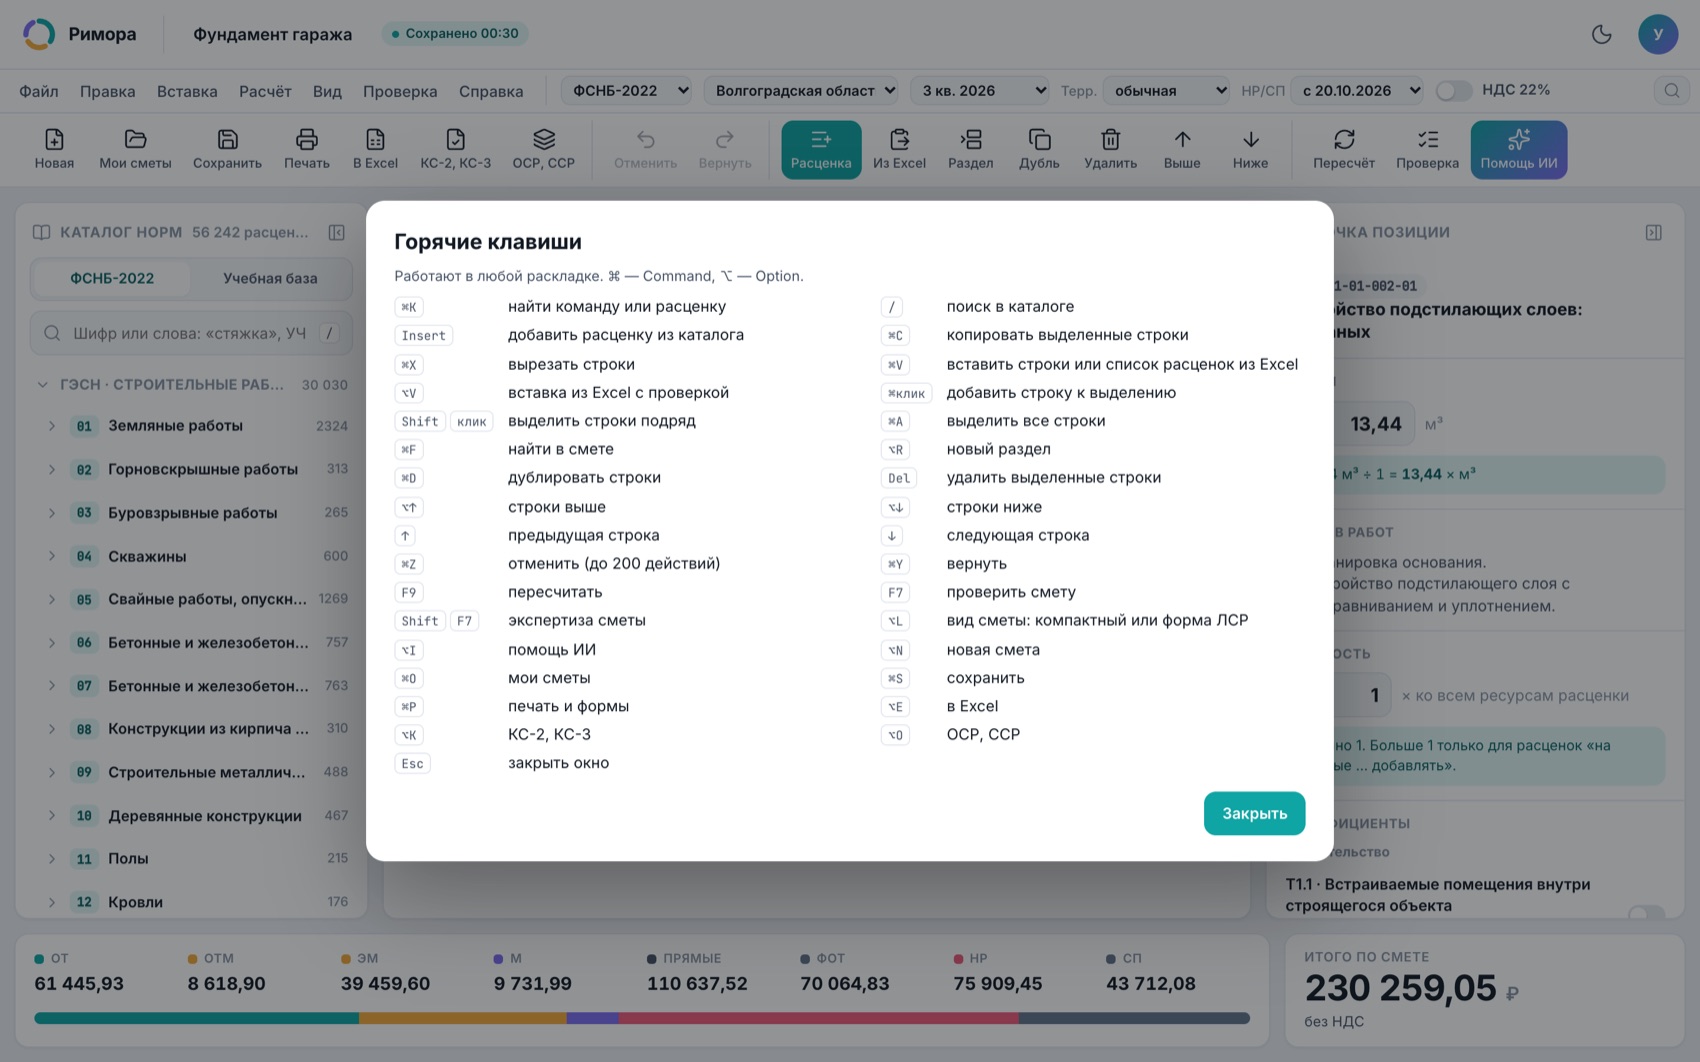 Римора
Фундамент гаража
Сохранено 00:30
У
Файл Правка Вставка Расчёт Вид Проверка Справка
ФСНБ-2022
Волгоградская област
3 кв. 2026
Терр. обычная
НР/СП с 20.10.2026
НДС 22%
Новая
Мои сметы
Сохранить
Печать
В Excel
КС-2, КС-3
ОСР, ССР
Отменить
Вернуть
Расценка
Из Excel
Раздел
Дубль
Удалить
Выше
Ниже
Пересчёт
Проверка
Помощь ИИ
КАТАЛОГ НОРМ 56 242 расцен...
ФСНБ-2022 Учебная база
Шифр или слова: «стяжка», УЧ /
ГЭСН · СТРОИТЕЛЬНЫЕ РАБ... 30 030
01 Земляные работы 2324
02 Горновскрышные работы 313
03 Буровзрывные работы 265
04 Скважины 600
05 Свайные работы, опускн... 1269
06 Бетонные и железобетон... 757
07 Бетонные и железобетон... 763
08 Конструкции из кирпича ... 310
09 Строительные металлич... 488
10 Деревянные конструкции 467
11 Полы 215
12 Кровли 176
Горячие клавиши
Работают в любой раскладке. ⌘ — Command, ⌥ — Option.
⌘K найти команду или расценку
/ поиск в каталоге
Insert добавить расценку из каталога
⌘C копировать выделенные строки
⌘X вырезать строки
⌘V вставить строки или список расценок из Excel
⌥V вставка из Excel с проверкой
⌘клик добавить строку к выделению
Shift клик выделить строки подряд
⌘A выделить все строки
⌘F найти в смете
⌥R новый раздел
⌘D дублировать строки
Del удалить выделенные строки
⌥↑ строки выше
⌥↓ строки ниже
↑ предыдущая строка
↓ следующая строка
⌘Z отменить (до 200 действий)
⌘Y вернуть
F9 пересчитать
F7 проверить смету
Shift F7 экспертиза сметы
⌥L вид сметы: компактный или форма ЛСР
⌥I помощь ИИ
⌥N новая смета
⌘O мои сметы
⌘S сохранить
⌘P печать и формы
⌥E в Excel
⌥K КС-2, КС-3
⌥O ОСР, ССР
Esc закрыть окно
Закрыть
ЧКА ПОЗИЦИИ
1-01-002-01
йство подстилающих слоев:
ных
13,44 м³
м³ ÷ 1 = 13,44 × м³
В РАБОТ
нировка основания.
ройство подстилающего слоя с
равниванием и уплотнением.
ОСТЬ
1 × ко всем ресурсам расценки
но 1. Больше 1 только для расценок «на
ые ... добавлять».
ФИЦИЕНТЫ
тельство
Т1.1 · Встраиваемые помещения внутри
строящегося объекта
ОТ
61 445,93
ОТМ
8 618,90
ЭМ
39 459,60
М
9 731,99
ПРЯМЫЕ
110 637,52
ФОТ
70 064,83
НР
75 909,45
СП
43 712,08
ИТОГО ПО СМЕТЕ
230 259,05 ₽
без НДС